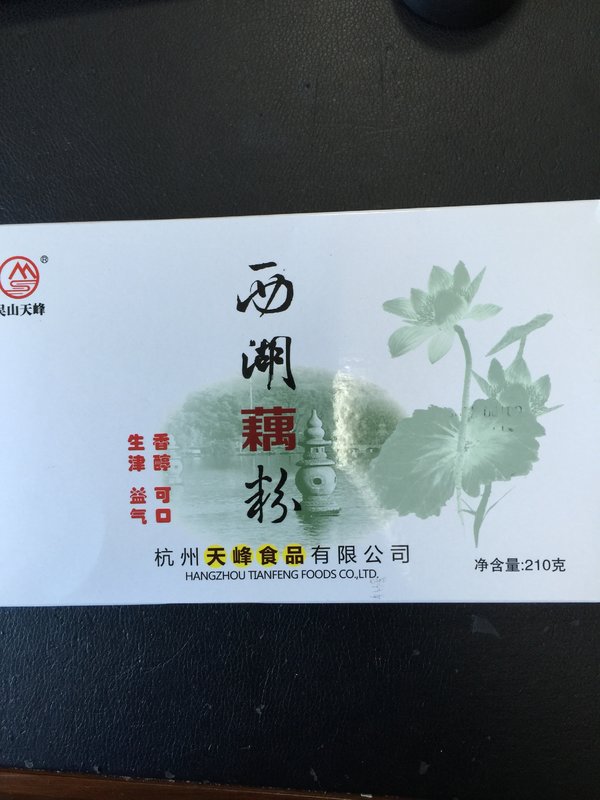 ®
吴山天峰
西湖藕粉
香醇可口
生津益气
杭州天峰食品有限公司
HANGZHOU TIANFENG FOODS CO.,LTD.
净含量:210克